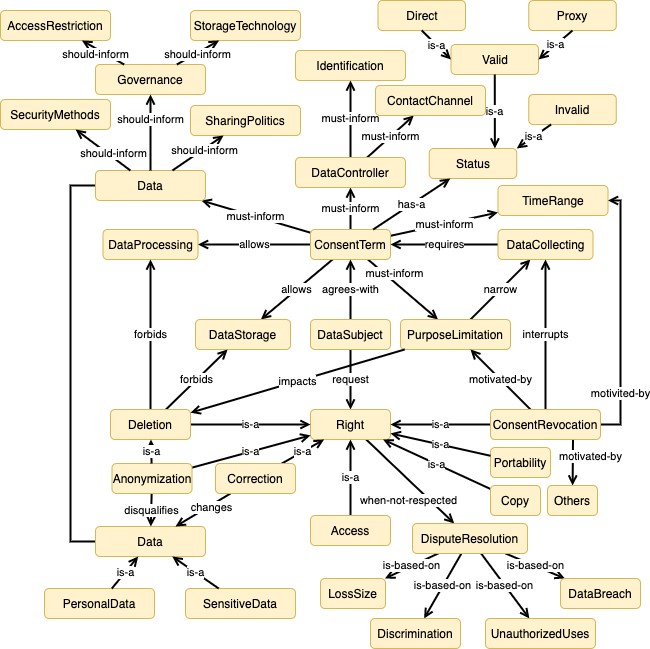 Direct
Proxy
AccessRestriction
StorageTechnology
is-a
is-a
should-inform
should-inform
Governance
Identification
Valid
ContactChannel
SecurityMethods
should-inform
SharingPolitics
must-inform
is-a
Invalid
must-inform
is-a
should-inform
should-inform
Data
DataController
Status
has-a
TimeRange
must-inform
must-inform
must-inform
DataProcessing
allows
ConsentTerm
requires
DataCollecting
must-inform
allows
agrees-with
narrow
forbids
DataStorage
DataSubject
PurposeLimitation
interrupts
forbids
impacts
request
motivated-by
motivited-by
Deletion
is-a
Right
is-a
ConsentRevocation
is-a
is-a
is-a
is-a
motivated-by
Anonymization
Correction
is-a
is-a
Portability
disqualifies
changes
when-not-respected
Copy
Others
Data
Access
DisputeResolution
is-a
is-a
is-based-on
is-based-on
is-based-on
is-based-on
PersonalData
SensitiveData
LossSize
DataBreach
Discrimination
UnauthorizedUses